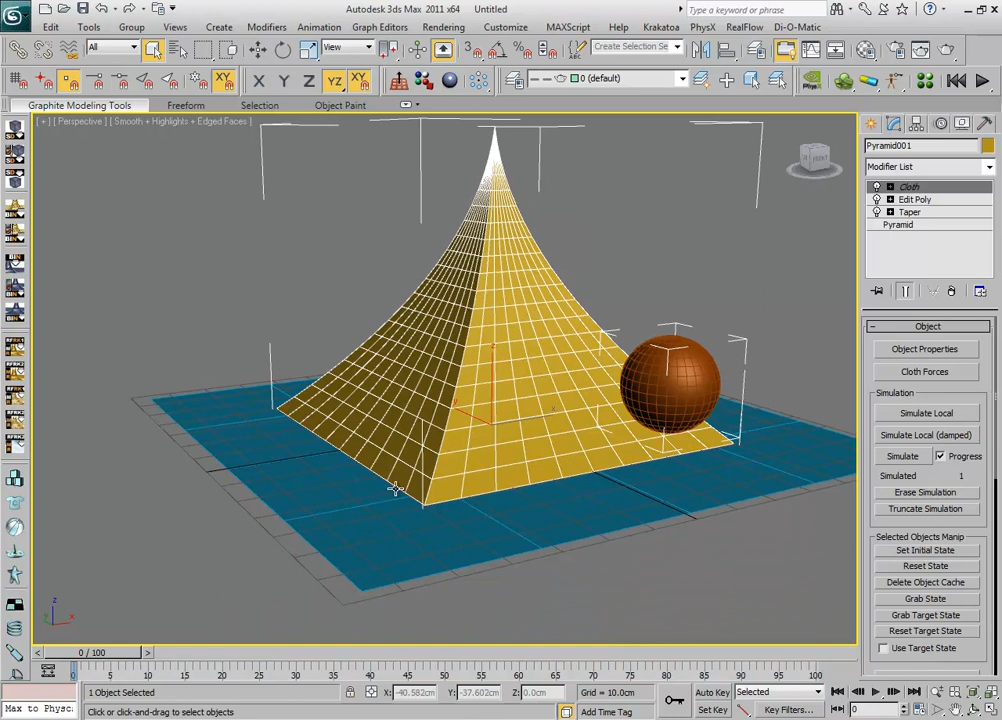 Autodesk 3ds Max 2011 x64    Untitled
Type a keyword or phrase
Edit Tools Group Views Create Modifiers Animation Graph Editors Rendering Customize MAXScript Help Krakatoa PhysX RealFlow Di-O-Matic
All View 3 % Create Selection Se
X Y Z YZ XY 0 (default)
Graphite Modeling Tools Freeform Selection Object Paint
[ + ] [ Perspective ] [ Smooth + Highlights + Edged Faces ]
Pyramid001
Modifier List
Cloth
Edit Poly
Taper
Pyramid
Object
Object Properties
Cloth Forces
Simulation
Simulate Local
Simulate Local (damped)
Simulate Progress
Simulated 1
Erase Simulation
Truncate Simulation
Selected Objects Manip
Set Initial State
Reset State
Delete Object Cache
Grab State
Grab Target State
Reset Target State
Use Target State
z
y
x
z
x
0 / 100
0 5 10 15 20 25 30 35 40 45 50 55 60 65 70 75 80 85 90 95 100
1 Object Selected X: -40.582cm Y: -37.602cm Z: 0.0cm Grid = 10.0cm Auto Key Selected
Max to Physc Click or click-and-drag to select objects Add Time Tag Set Key Key Filters... 0